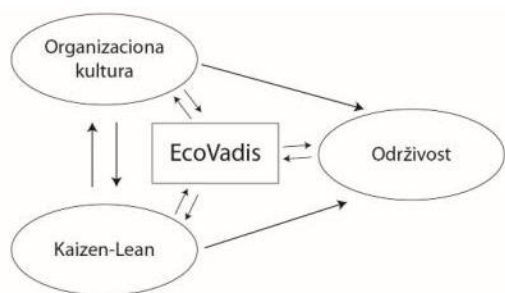 Organizaciona
kultura
EcoVadis
Održivost
Kaizen-Lean